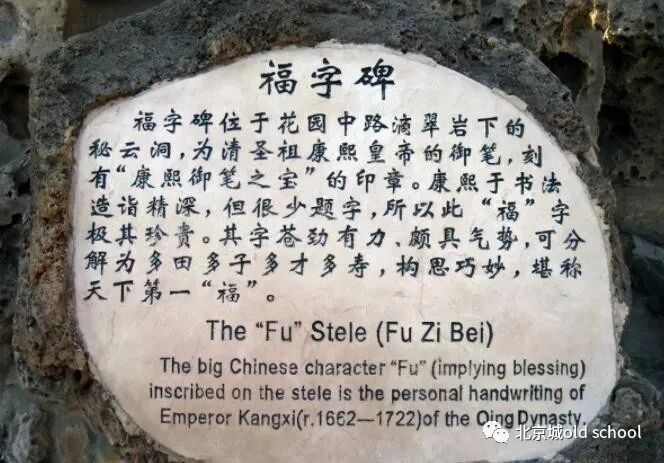 福字碑
福字碑位于花园中路滴翠岩下的
秘云洞，为清圣祖康熙皇帝的御笔，刻
有“康熙御笔之宝”的印章。康熙于书法
造诣精深，但很少题字，所以此“福”字
极其珍贵。其字苍劲有力、颇具气势，可分
解为多田多子多才多寿，构思巧妙，堪称
天下第一“福”。
The “Fu” Stele (Fu Zi Bei)
The big Chinese character “Fu” (implying blessing)
inscribed on the stele is the personal handwriting of
Emperor Kangxi(r.1662—1722)of the Qing Dynasty
北京城old school